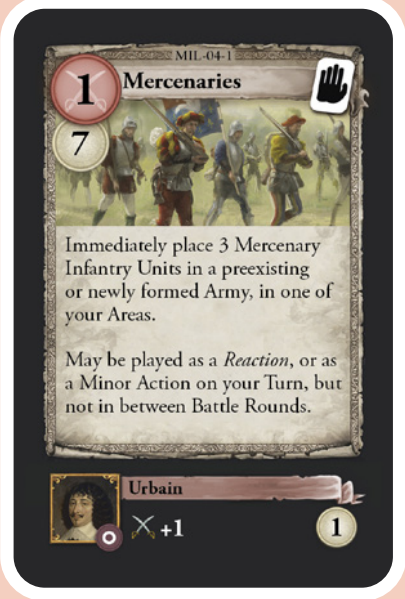 MIL-04-1
1
Mercenaries
7
Immediately place 3 Mercenary
Infantry Units in a preexisting
or newly formed Army, in one of
your Areas.
May be played as a Reaction, or as
a Minor Action on your Turn, but
not in between Battle Rounds.
Urbain
+1
1